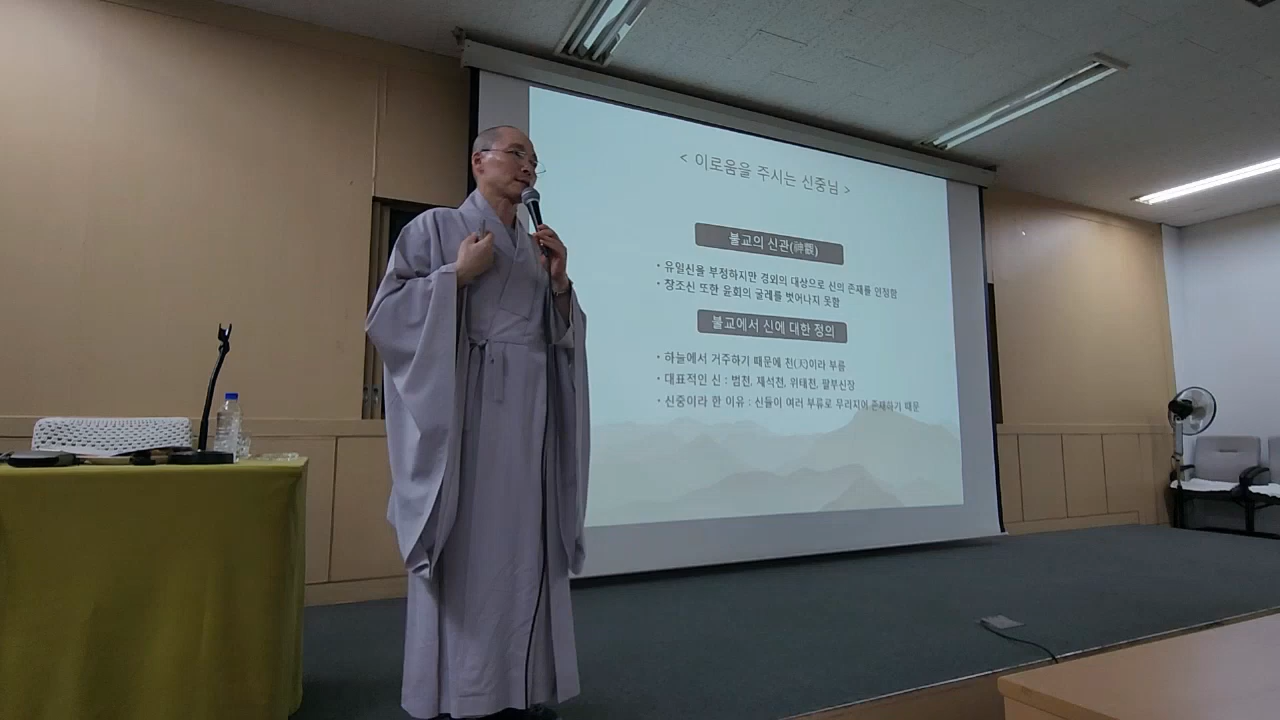 < 이로움을 주시는 신중님 >
불교의 신관(神觀)
• 유일신을 부정하지만 경외의 대상으로 신의 존재를 인정함
• 창조신 또한 윤회의 굴레를 벗어나지 못함
불교에서 신에 대한 정의
• 하늘에서 거주하기 때문에 천(天)이라 부름
• 대표적인 신 : 범천, 제석천, 위태천, 팔부신장
• 신중이라 한 이유 : 신들이 여러 부류로 무리지어 존재하기 때문